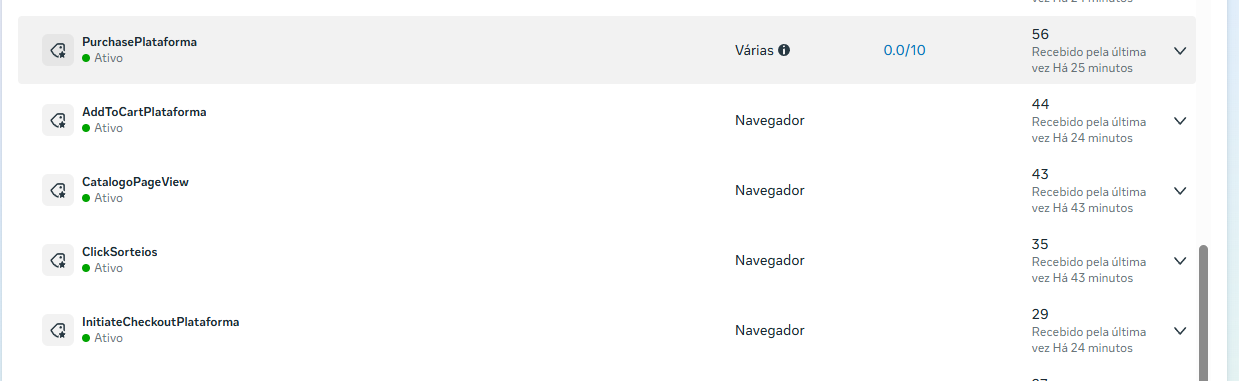 PurchasePlataforma
Ativo
Várias
0.0/10
56
Recebido pela última
vez Há 25 minutos
AddToCartPlataforma
Ativo
Navegador
44
Recebido pela última
vez Há 24 minutos
CatalogoPageView
Ativo
Navegador
43
Recebido pela última
vez Há 43 minutos
ClickSorteios
Ativo
Navegador
35
Recebido pela última
vez Há 43 minutos
InitiateCheckoutPlataforma
Ativo
Navegador
29
Recebido pela última
vez Há 24 minutos